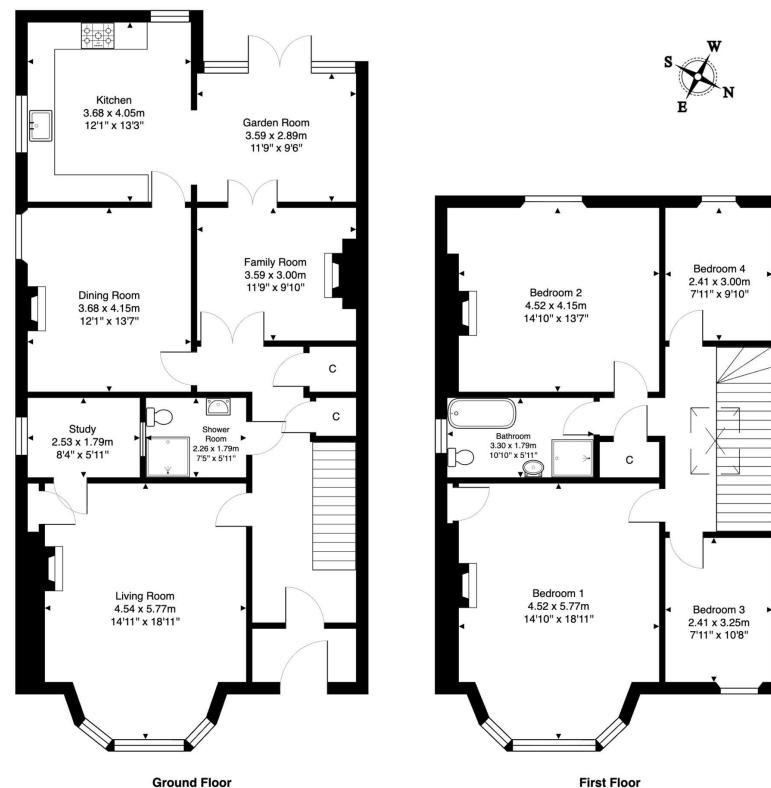 Kitchen
3.68 x 4.05m
12'1" x 13'3"
Garden Room
3.59 x 2.89m
11'9" x 9'6"
W
S
N
E
Dining Room
3.68 x 4.15m
12'1" x 13'7"
Family Room
3.59 x 3.00m
11'9" x 9'10"
C
C
Study
2.53 x 1.79m
8'4" x 5'11"
Shower
Room
2.26 x 1.79m
7'5" x 5'11"
Living Room
4.54 x 5.77m
14'11" x 18'11"
Ground Floor
Bedroom 2
4.52 x 4.15m
14'10" x 13'7"
Bedroom 4
2.41 x 3.00m
7'11" x 9'10"
Bathroom
3.30 x 1.79m
10'10" x 5'11"
C
Bedroom 1
4.52 x 5.77m
14'10" x 18'11"
Bedroom 3
2.41 x 3.25m
7'11" x 10'8"
First Floor